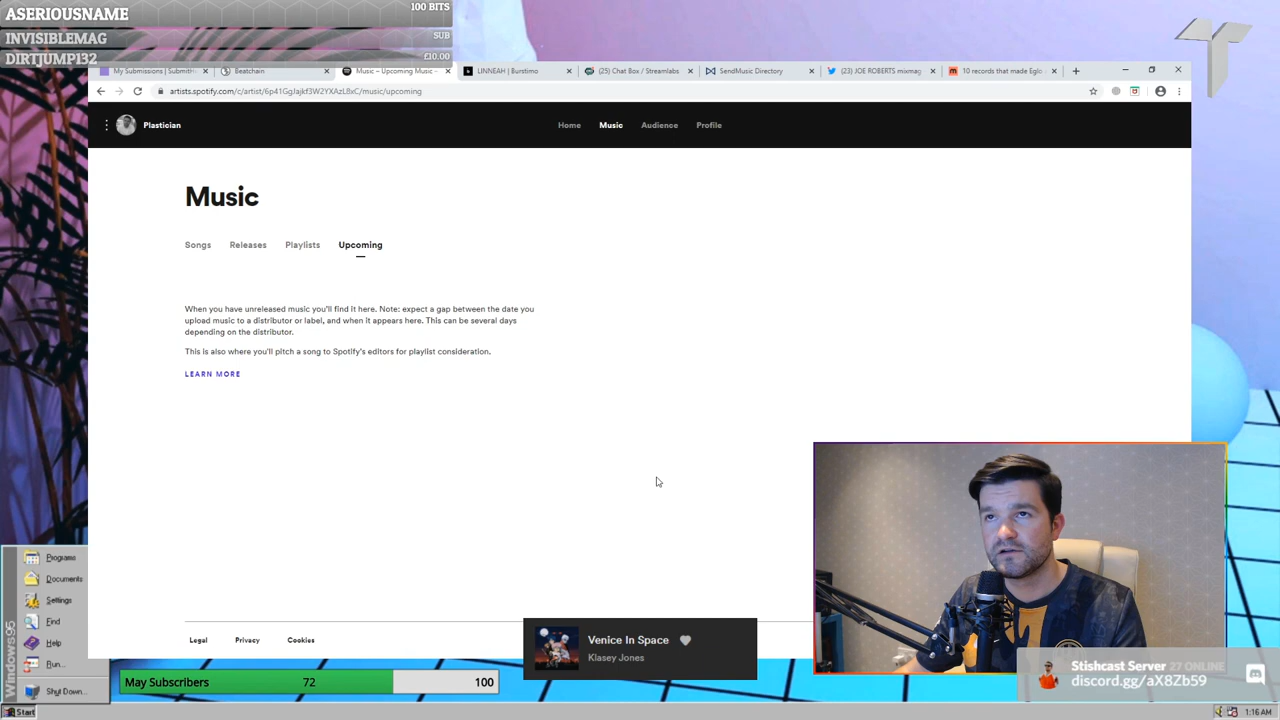 ASERIOUSNAME
100 BITS
INVISIBLEMAG
SUB
DIRTJUMP132
£10.00
My Submissions | SubmitH
Beatchain
Music – Upcoming Music –
LINNEAH | Burstimo
(25) Chat Box / Streamlabs
SendMusic Directory
(23) JOE ROBERTS mixmag
10 records that made Eglo
artists.spotify.com/c/artist/6p41GgJajkf3W2YXAzL8xC/music/upcoming
Plastician
Home
Music
Audience
Profile
Music
Songs
Releases
Playlists
Upcoming
When you have unreleased music you'll find it here. Note: expect a gap between the date you
upload music to a distributor or label, and when it appears here. This can be several days
depending on the distributor.
This is also where you'll pitch a song to Spotify's editors for playlist consideration.
LEARN MORE
Legal
Privacy
Cookies
Venice In Space
Klasey Jones
Programs
Documents
Settings
Find
Help
Run...
Shut Down...
Windows95
May Subscribers
72
100
Stishcast Server 27 ONLINE
discord.gg/aX8Zb59
Start
1:16 AM